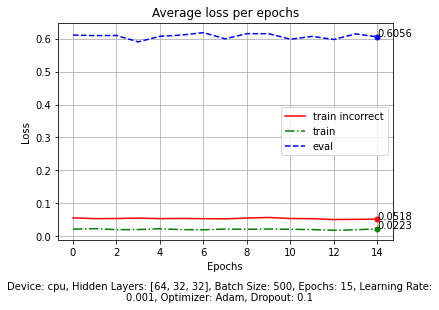 Average loss per epochs
0.6
0.5
0.4
0.3
0.2
0.1
0.0
Loss
0.6056
train incorrect
train
eval
0.0518
0.0223
0 2 4 6 8 10 12 14
Epochs
Device: cpu, Hidden Layers: [64, 32, 32], Batch Size: 500, Epochs: 15, Learning Rate:
0.001, Optimizer: Adam, Dropout: 0.1